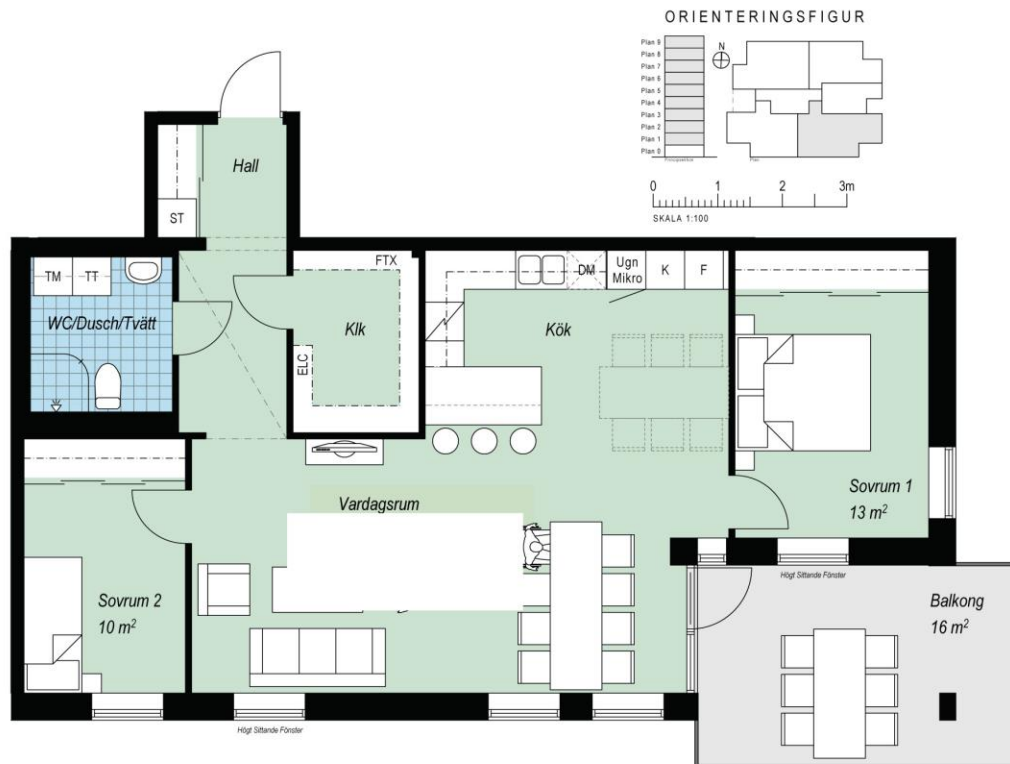 ORIENTERINGSFIGUR
Plan 9
Plan 8
Plan 7
Plan 6
Plan 5
Plan 4
Plan 3
Plan 2
Plan 1
Plan 0
N
Plan
0 1 2 3m
SKALA 1:100
Hall
ST
TM TT
WC/Dusch/Tvätt
FTX
Klk
ELC
DM
Ugn
Mikro
K
F
Kök
Vardagsrum
Sovrum 1
13 m²
Sovrum 2
10 m²
Högt Sittande Fönster
Balkong
16 m²
Högt Sittande Fönster